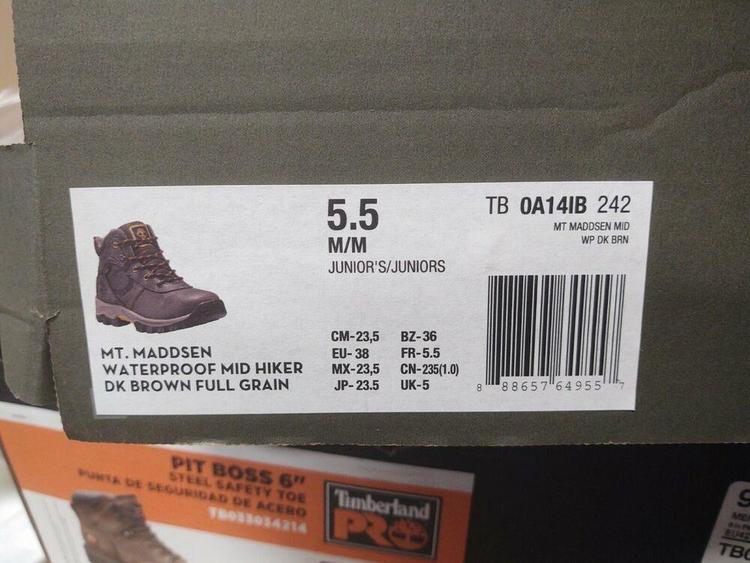 5.5
M/M
JUNIOR'S/JUNIORS
TB 0A14IB 242
MT MADDSEN MID
WP DK BRN
MT. MADDSEN
WATERPROOF MID HIKER
DK BROWN FULL GRAIN
CM-23,5 BZ-36
EU- 38 FR-5.5
MX-23,5 CN-235(1.0)
JP-23.5 UK-5
8 88657 64955 7
PIT BOSS 6"
STEEL SAFETY TOE
PUNTA DE SEGURIDAD DE ACERO
TB033034214
Timberland
PRO
9